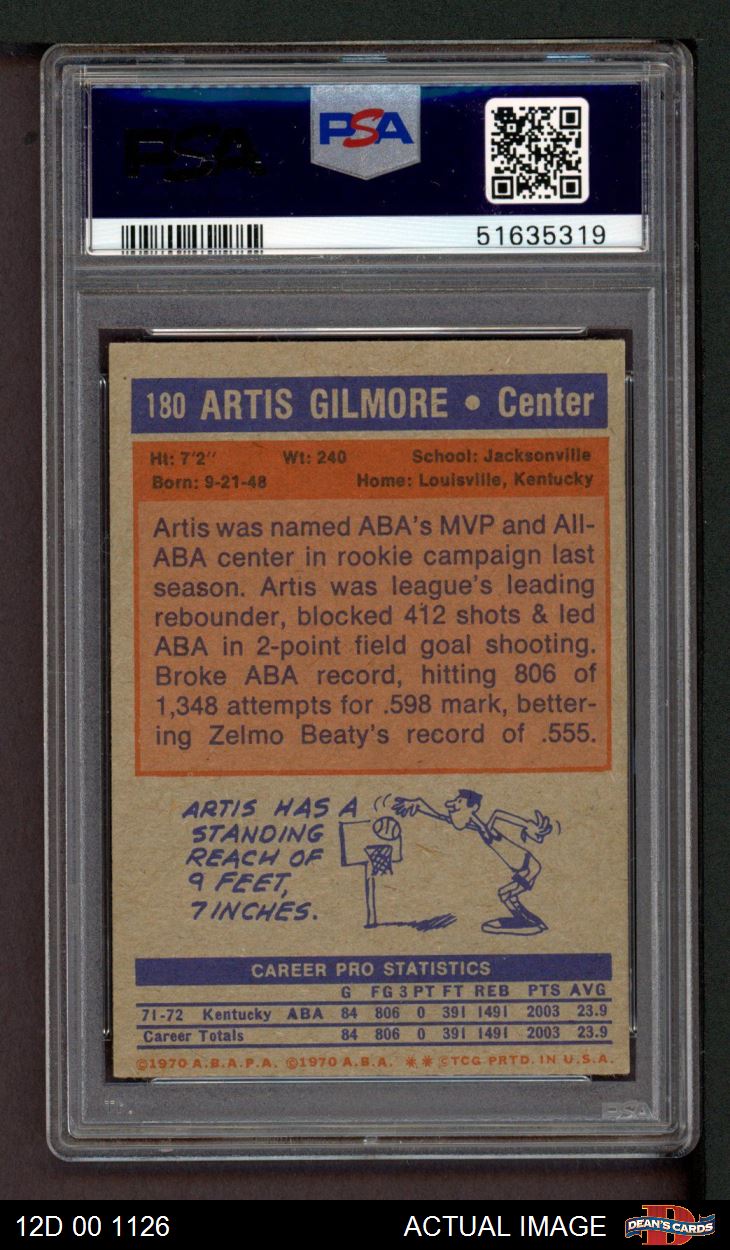 PSA
PSA
51635319
180 ARTIS GILMORE • Center
Ht: 7'2" Wt: 240 School: Jacksonville
Born: 9-21-48 Home: Louisville, Kentucky
Artis was named ABA's MVP and All-
ABA center in rookie campaign last
season. Artis was league's leading
rebounder, blocked 412 shots & led
ABA in 2-point field goal shooting.
Broke ABA record, hitting 806 of
1,348 attempts for .598 mark, better-
ing Zelmo Beaty's record of .555.
ARTIS HAS A
STANDING
REACH OF
9 FEET,
7 INCHES.
CAREER PRO STATISTICS
G FG 3PT FT REB PTS AVG
71-72 Kentucky ABA 84 806 0 391 1491 2003 23.9
Career Totals 84 806 0 391 1491 2003 23.9
©1970 A.B.A.P.A. ©1970 A.B.A. ** ©TCG PRTD. IN U.S.A.
PSA
12D 00 1126 ACTUAL IMAGE DEAN'S CARDS